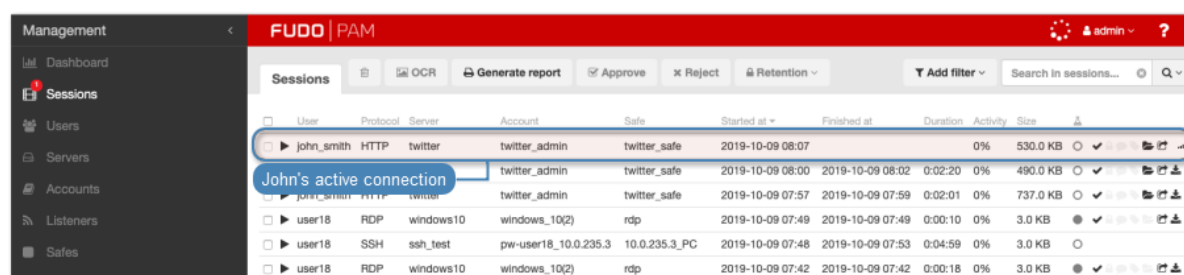 Management
FUDO PAM
admin
?
Dashboard
Sessions
Users
Servers
Accounts
Listeners
Safes
1
Sessions
OCR
Generate report
Approve
Reject
Retention
Add filter
Search in sessions...
User Protocol Server Account Safe Started at Finished at Duration Activity Size
john_smith HTTP twitter twitter_admin twitter_safe 2019-10-09 08:07 0% 530.0 KB
John's active connection
twitter_admin twitter_safe 2019-10-09 08:00 2019-10-09 08:02 0:02:20 0% 490.0 KB
john_smith HTTP twitter twitter_admin twitter_safe 2019-10-09 07:57 2019-10-09 07:59 0:02:01 0% 737.0 KB
user18 RDP windows10 windows_10(2) rdp 2019-10-09 07:49 2019-10-09 07:49 0:00:10 0% 3.0 KB
user18 SSH ssh_test pw-user18_10.0.235.3 10.0.235.3_PC 2019-10-09 07:48 2019-10-09 07:53 0:04:59 0% 3.0 KB
user18 RDP windows10 windows_10(2) rdp 2019-10-09 07:42 2019-10-09 07:42 0:00:18 0% 3.0 KB